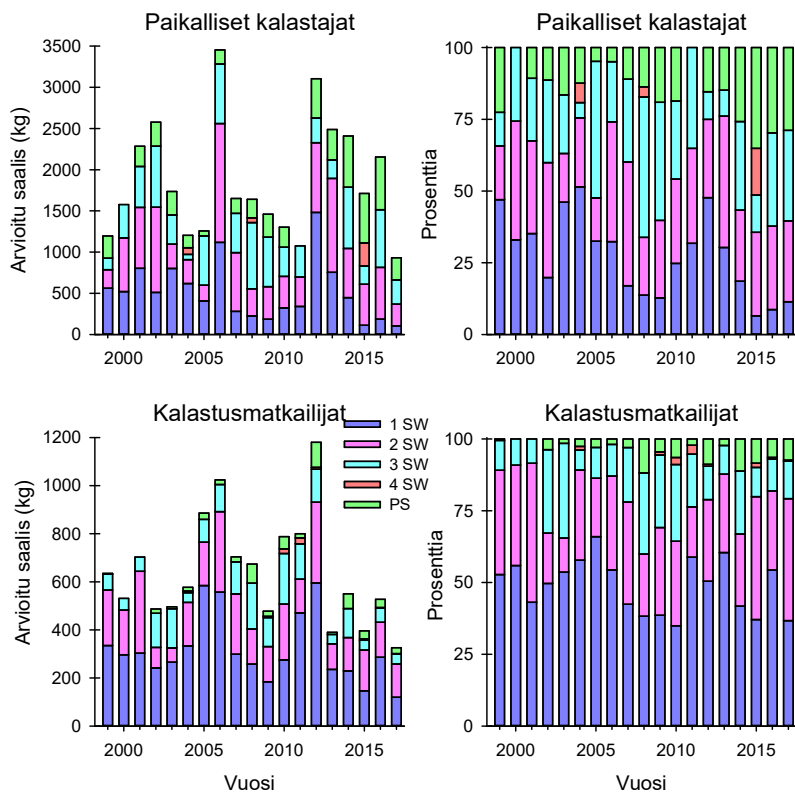 Paikalliset kalastajat
Arvioitu saalis (kg)
3500
3000
2500
2000
1500
1000
500
0
2000 2005 2010 2015
Paikalliset kalastajat
Prosenttia
100
75
50
25
0
2000 2005 2010 2015
Kalastusmatkailijat
Arvioitu saalis (kg)
1200
1000
800
600
400
200
0
2000 2005 2010 2015
Vuosi
1 SW
2 SW
3 SW
4 SW
PS
Kalastusmatkailijat
Prosenttia
100
75
50
25
0
2000 2005 2010 2015
Vuosi